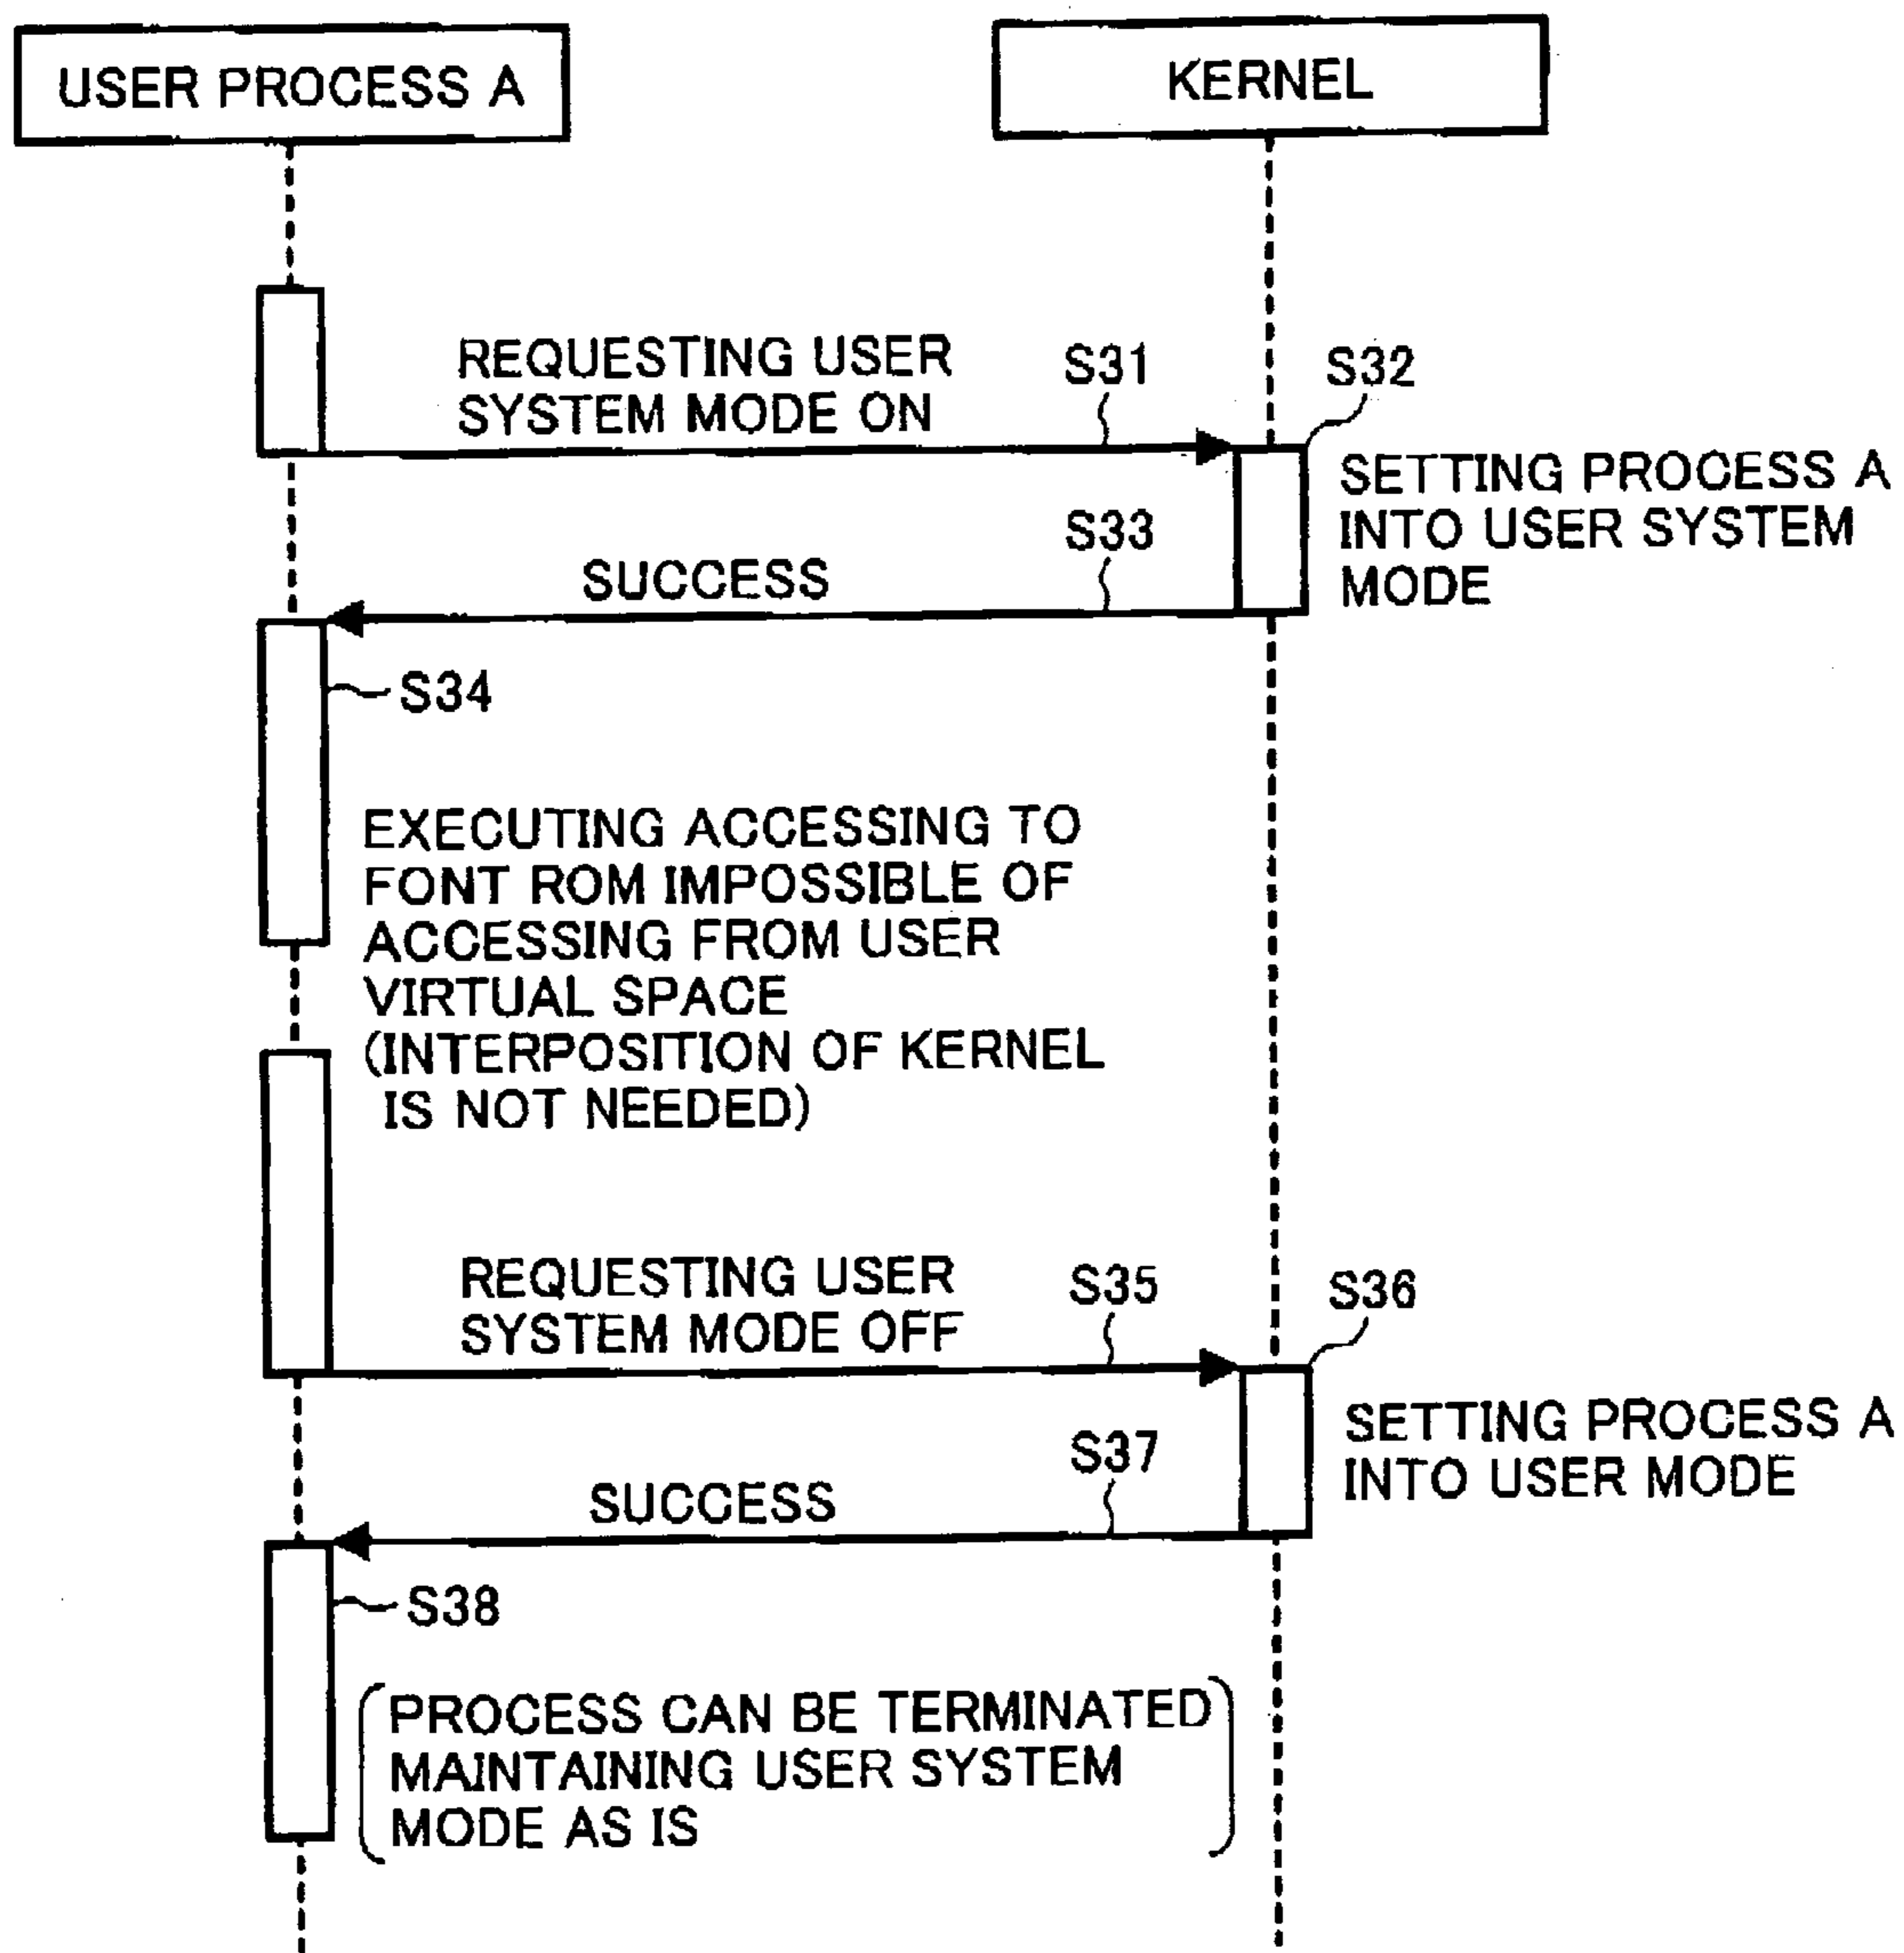 USER PROCESS A
KERNEL
REQUESTING USER
SYSTEM MODE ON
S31
S32
SETTING PROCESS A
INTO USER SYSTEM
MODE
S33
SUCCESS
S34
EXECUTING ACCESSING TO
FONT ROM IMPOSSIBLE OF
ACCESSING FROM USER
VIRTUAL SPACE
(INTERPOSITION OF KERNEL
IS NOT NEEDED)
REQUESTING USER
SYSTEM MODE OFF
S35
S36
SETTING PROCESS A
INTO USER MODE
S37
SUCCESS
S38
(PROCESS CAN BE TERMINATED
MAINTAINING USER SYSTEM
MODE AS IS)